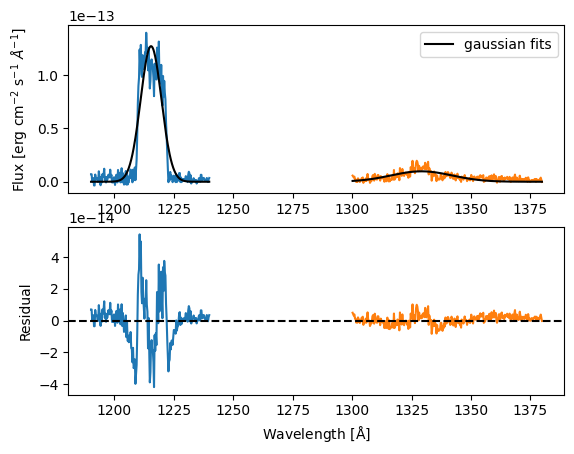 1e−13
Flux [erg cm⁻² s⁻¹ Å⁻¹]
1.0
0.5
0.0
gaussian fits
1200 1225 1250 1275 1300 1325 1350 1375
1e−14
Residual
4
2
0
−2
−4
1200 1225 1250 1275 1300 1325 1350 1375
Wavelength [Å]